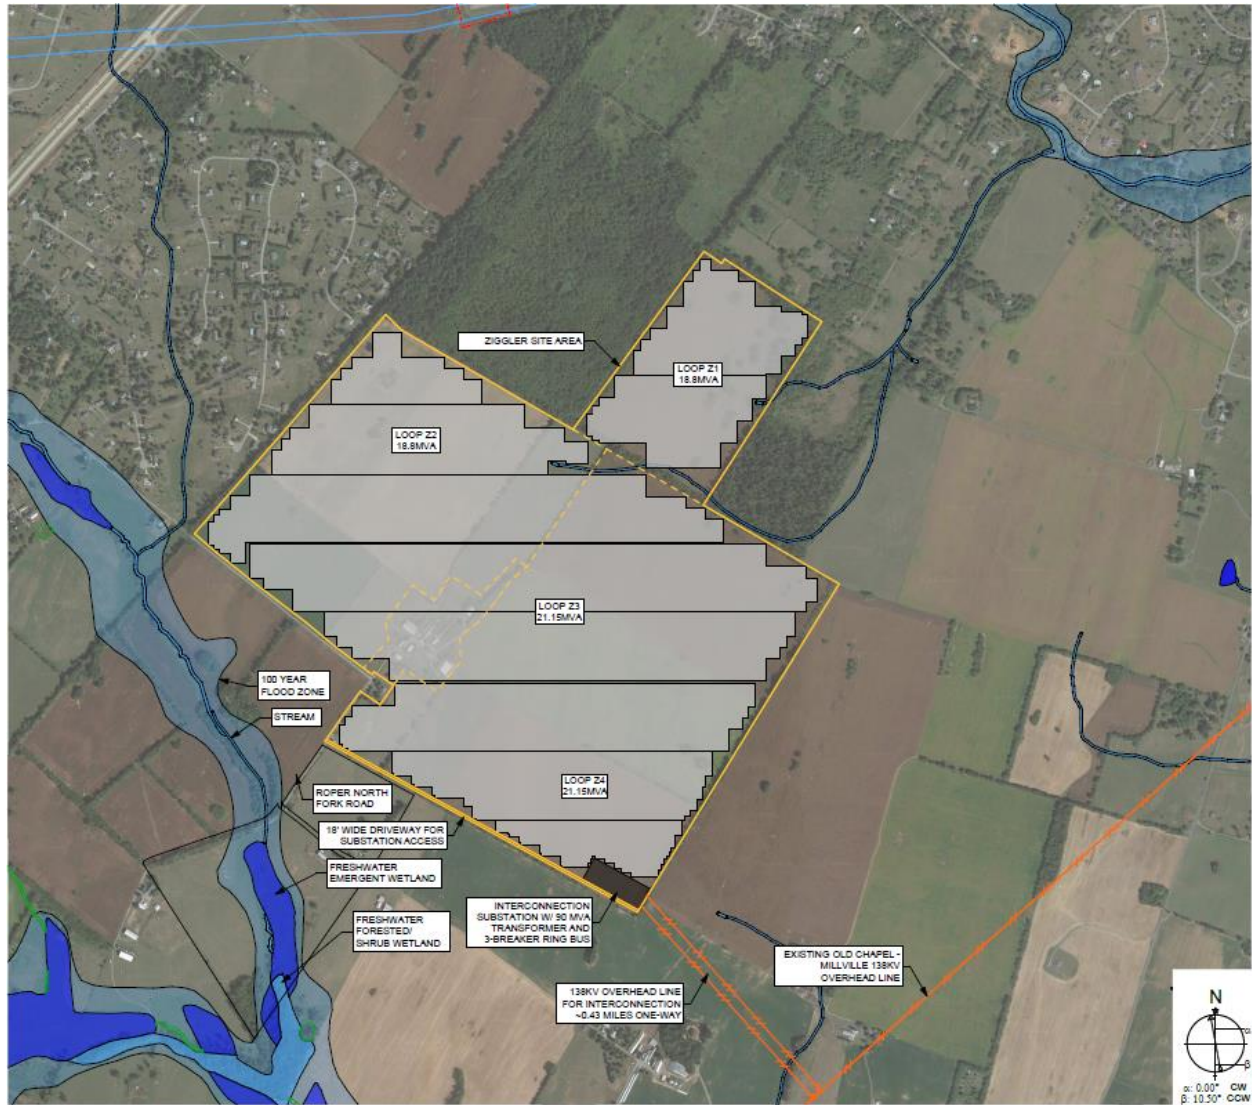 ZIGGLER SITE AREA
LOOP Z1
18.8MVA
LOOP Z2
18.8MVA
LOOP Z3
21.15MVA
100 YEAR
FLOOD ZONE
STREAM
LOOP Z4
21.15MVA
ROPER NORTH
FORK ROAD
18' WIDE DRIVEWAY FOR
SUBSTATION ACCESS
FRESHWATER
EMERGENT WETLAND
FRESHWATER
FORESTED/
SHRUB WETLAND
INTERCONNECTION
SUBSTATION W/ 90 MVA
TRANSFORMER AND
3-BREAKER RING BUS
EXISTING OLD CHAPEL -
MILLVILLE 138KV
OVERHEAD LINE
138KV OVERHEAD LINE
FOR INTERCONNECTION
~0.43 MILES ONE-WAY
N
α
β
α: 0.00° CW
β: 10.50° CCW